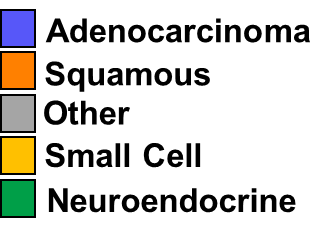 Adenocarcinoma
Squamous
Other
Small Cell
Neuroendocrine